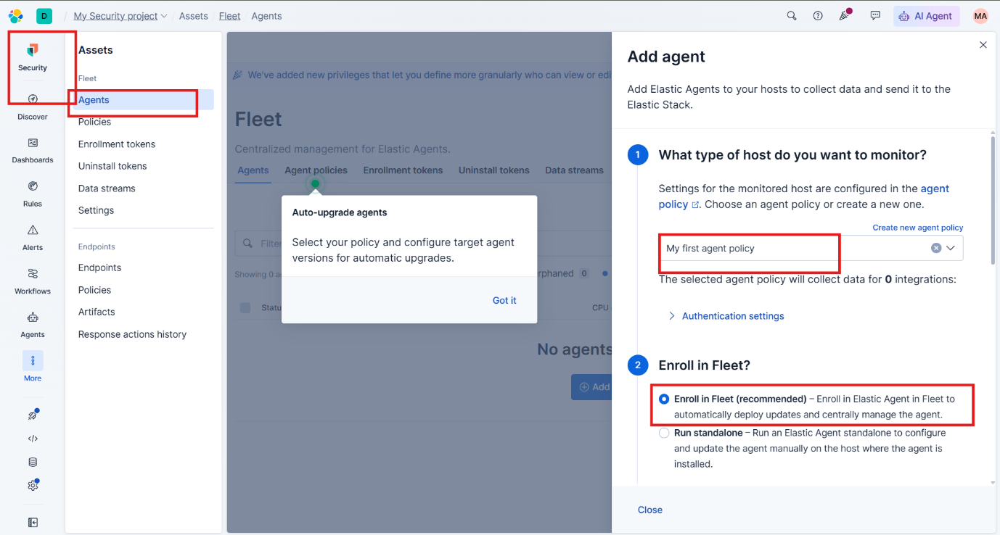 D
My Security project
Assets
Fleet
Agents
AI Agent
MA
Security
Discover
Dashboards
Rules
Alerts
Workflows
Agents
More
Assets
Fleet
Agents
Policies
Enrollment tokens
Uninstall tokens
Data streams
Settings
Endpoints
Endpoints
Policies
Artifacts
Response actions history
We've added new privileges that let you define more granularly who can view or
Fleet
Centralized management for Elastic Agents.
Agents
Agent policies
Enrollment tokens
Uninstall tokens
Data streams
Auto-upgrade agents
Select your policy and configure target agent
versions for automatic upgrades.
Got it
Showing 0
0
CPU
No agents
Add
Add agent
Add Elastic Agents to your hosts to collect data and send it to the
Elastic Stack.
1
What type of host do you want to monitor?
Settings for the monitored host are configured in the agent
policy. Choose an agent policy or create a new one.
Create new agent policy
My first agent policy
The selected agent policy will collect data for 0 integrations:
Authentication settings
2
Enroll in Fleet?
Enroll in Fleet (recommended) – Enroll in Elastic Agent in Fleet to
automatically deploy updates and centrally manage the agent.
Run standalone – Run an Elastic Agent standalone to configure
and update the agent manually on the host where the agent is
installed.
Close